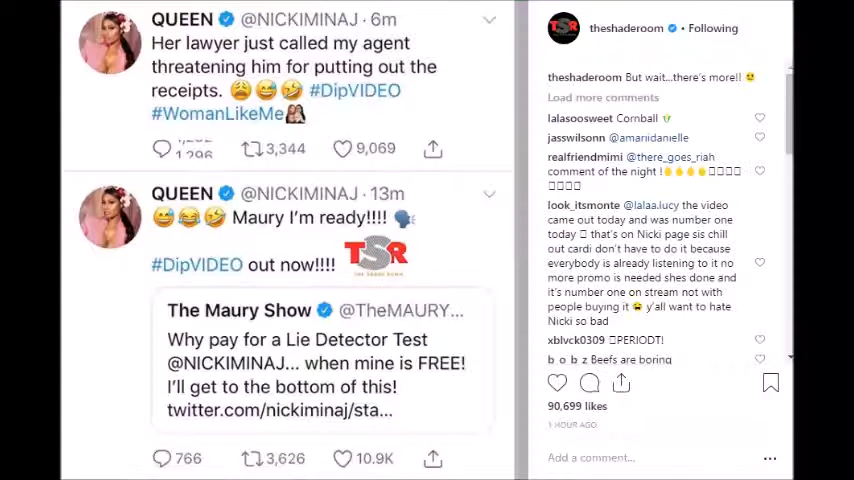 QUEEN @NICKIMINAJ · 6m
Her lawyer just called my agent
threatening him for putting out the
receipts. 😩😅🤣 #DipVIDEO
#WomanLikeMe
1,296 3,344 9,069
QUEEN @NICKIMINAJ · 13m
😅😂🤣 Maury I'm ready!!!! 🗣
TSR
#DipVIDEO out now!!!!
The Maury Show @TheMAURY...
Why pay for a Lie Detector Test
@NICKIMINAJ... when mine is FREE!
I'll get to the bottom of this!
twitter.com/nickiminaj/sta...
766 3,626 10.9K
TSR
theshaderoom • Following
theshaderoom But wait...there's more!!
Load more comments
lalasoosweet Cornball
jasswilsonn @amariidanielle
realfriendmimi @there_goes_riah
comment of the night !
look_itsmonte @lalaa.lucy the video
came out today and was number one
today that's on Nicki page sis chill
out cardi don't have to do it because
everybody is already listening to it no
more promo is needed shes done and
it's number one on stream not with
people buying it 😭 y'all want to hate
Nicki so bad
xblvck0309 PERIODT!
b_o_b_z Beefs are boring
90,699 likes
1 HOUR AGO
Add a comment...